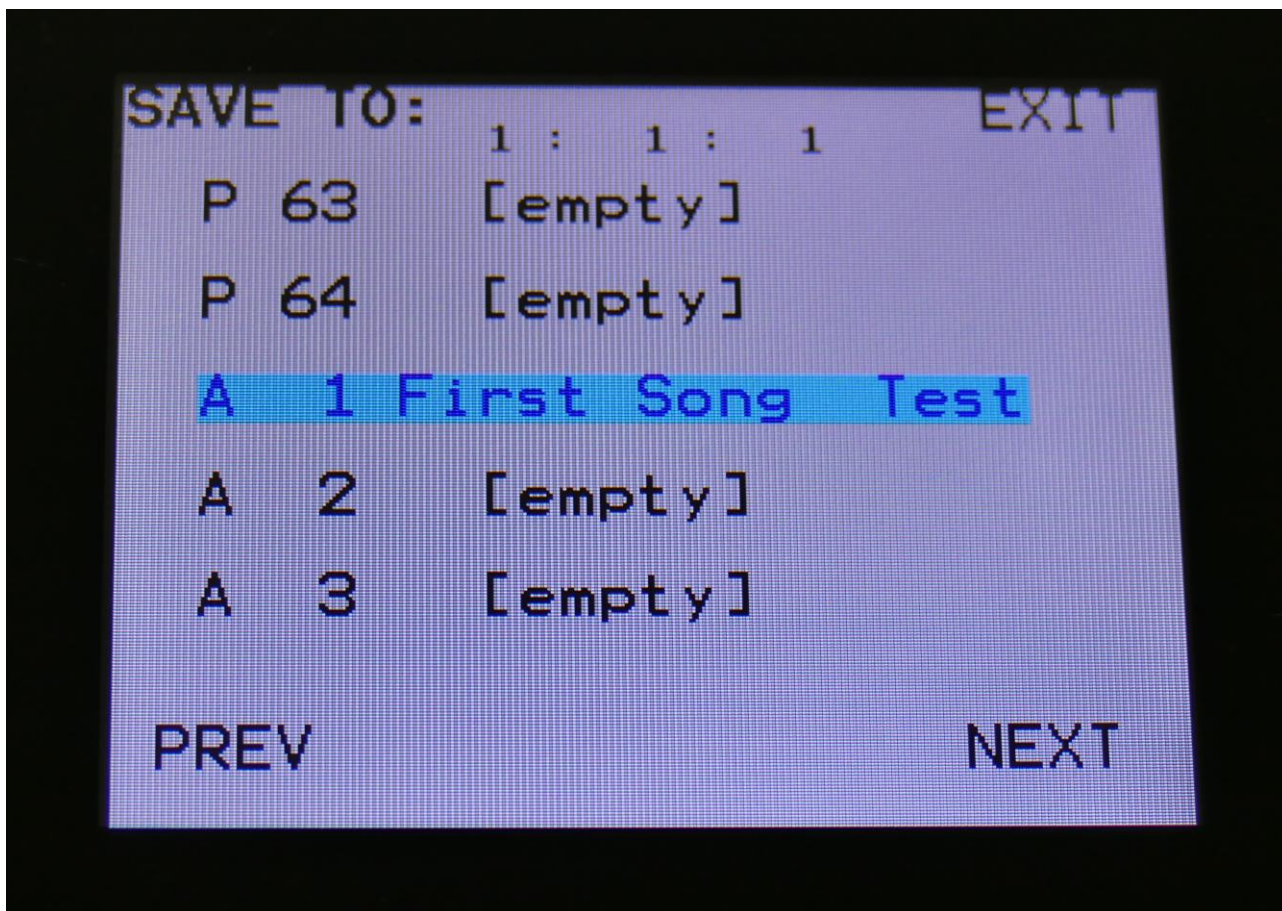 SAVE TO: EXIT
1 : 1 : 1
P 63 [empty]
P 64 [empty]
A 1 First Song Test
A 2 [empty]
A 3 [empty]
PREV NEXT